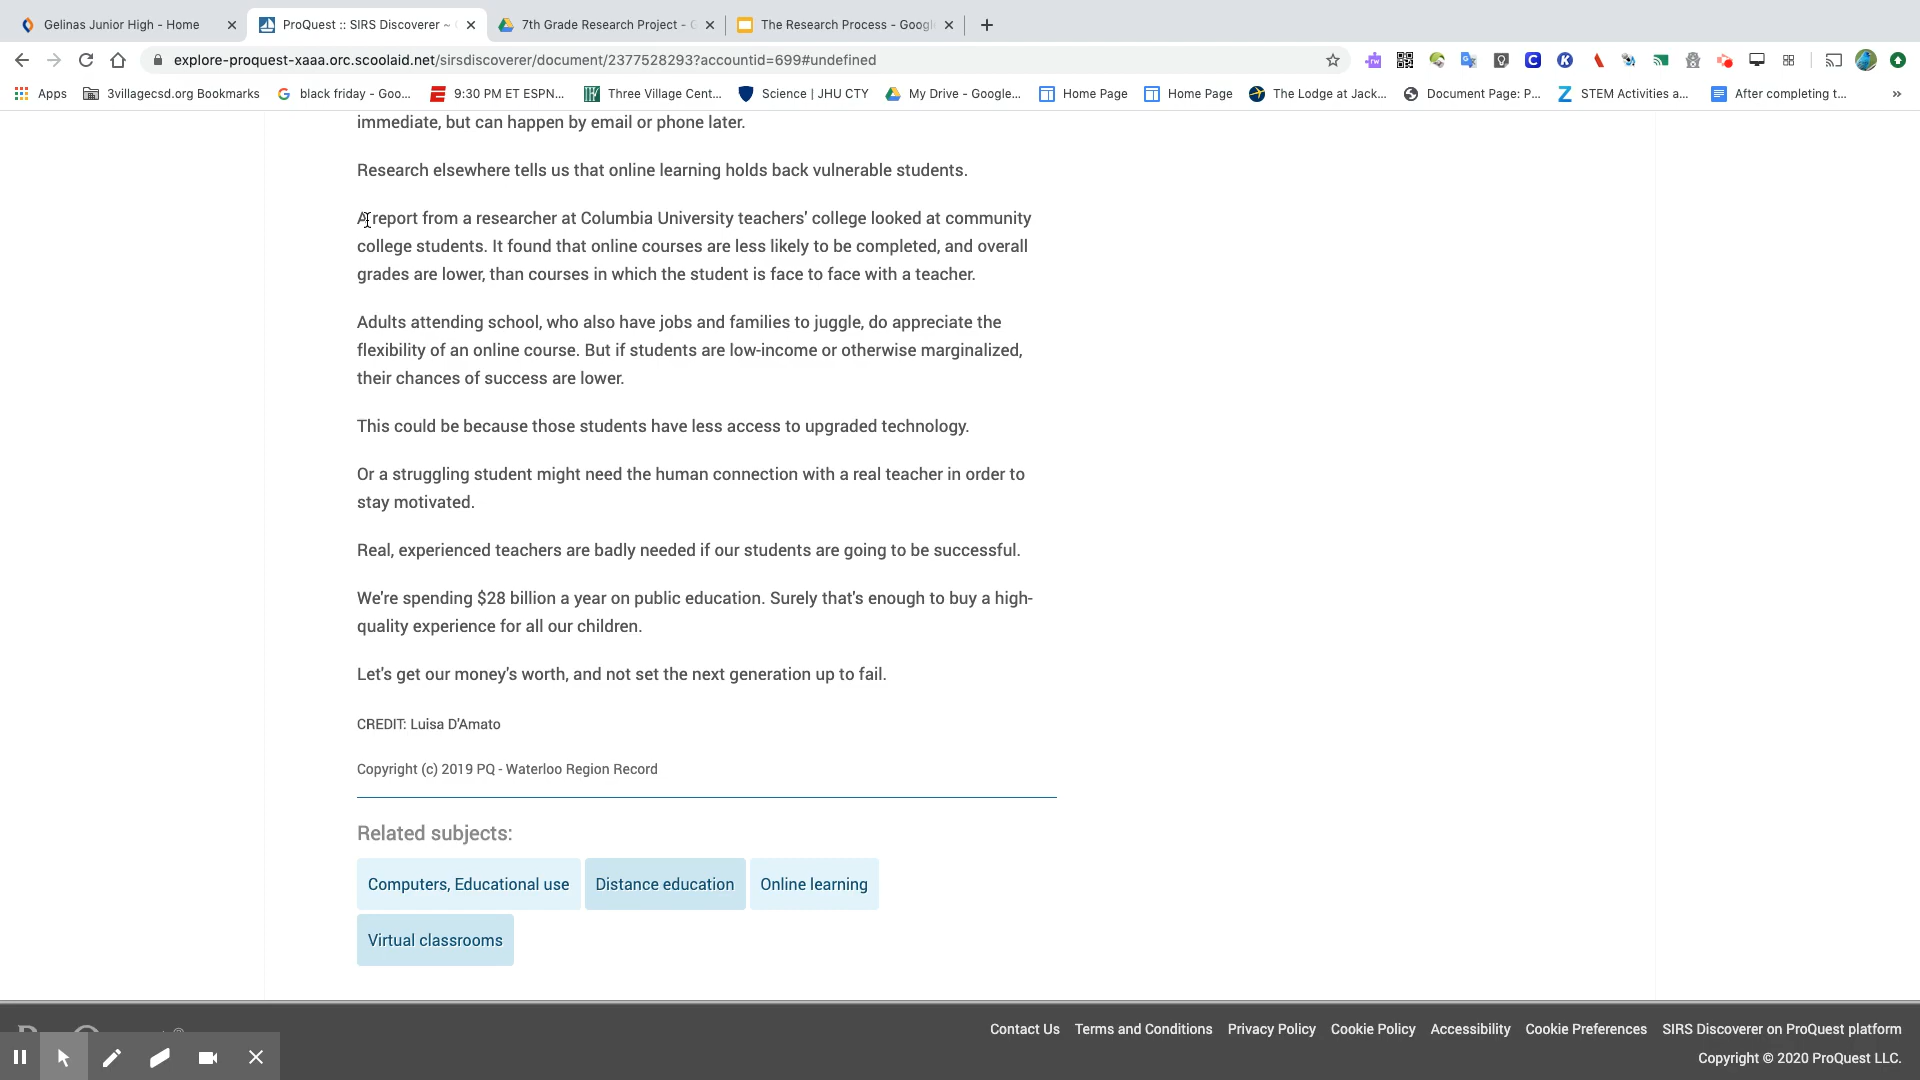 Gelinas Junior High - Home
ProQuest :: SIRS Discoverer ~
7th Grade Research Project -
The Research Process - Googl
explore-proquest-xaaa.orc.scoolaid.net/sirsdiscoverer/document/2377528293?accountid=699#undefined
Apps 3villagecsd.org Bookmarks black friday - Goo... 9:30 PM ET ESPN... Three Village Cent... Science | JHU CTY My Drive - Google... Home Page Home Page The Lodge at Jack... Document Page: P... STEM Activities a... After completing t... »
immediate, but can happen by email or phone later.
Research elsewhere tells us that online learning holds back vulnerable students.
A report from a researcher at Columbia University teachers' college looked at community
college students. It found that online courses are less likely to be completed, and overall
grades are lower, than courses in which the student is face to face with a teacher.
Adults attending school, who also have jobs and families to juggle, do appreciate the
flexibility of an online course. But if students are low-income or otherwise marginalized,
their chances of success are lower.
This could be because those students have less access to upgraded technology.
Or a struggling student might need the human connection with a real teacher in order to
stay motivated.
Real, experienced teachers are badly needed if our students are going to be successful.
We're spending $28 billion a year on public education. Surely that's enough to buy a high-
quality experience for all our children.
Let's get our money's worth, and not set the next generation up to fail.
CREDIT: Luisa D'Amato
Copyright (c) 2019 PQ - Waterloo Region Record
Related subjects:
Computers, Educational use
Distance education
Online learning
Virtual classrooms
Contact Us Terms and Conditions Privacy Policy Cookie Policy Accessibility Cookie Preferences SIRS Discoverer on ProQuest platform
Copyright © 2020 ProQuest LLC.